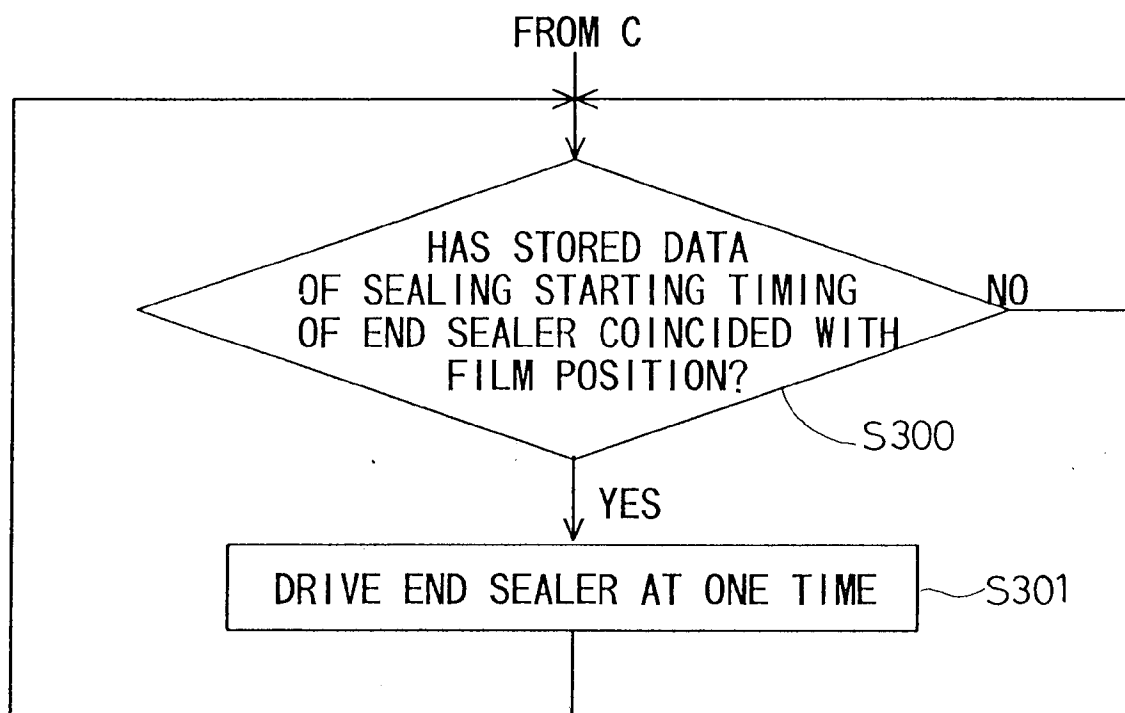 FROM C
HAS STORED DATA
OF SEALING STARTING TIMING
OF END SEALER COINCIDED WITH
FILM POSITION?
NO
S300
YES
DRIVE END SEALER AT ONE TIME
S301